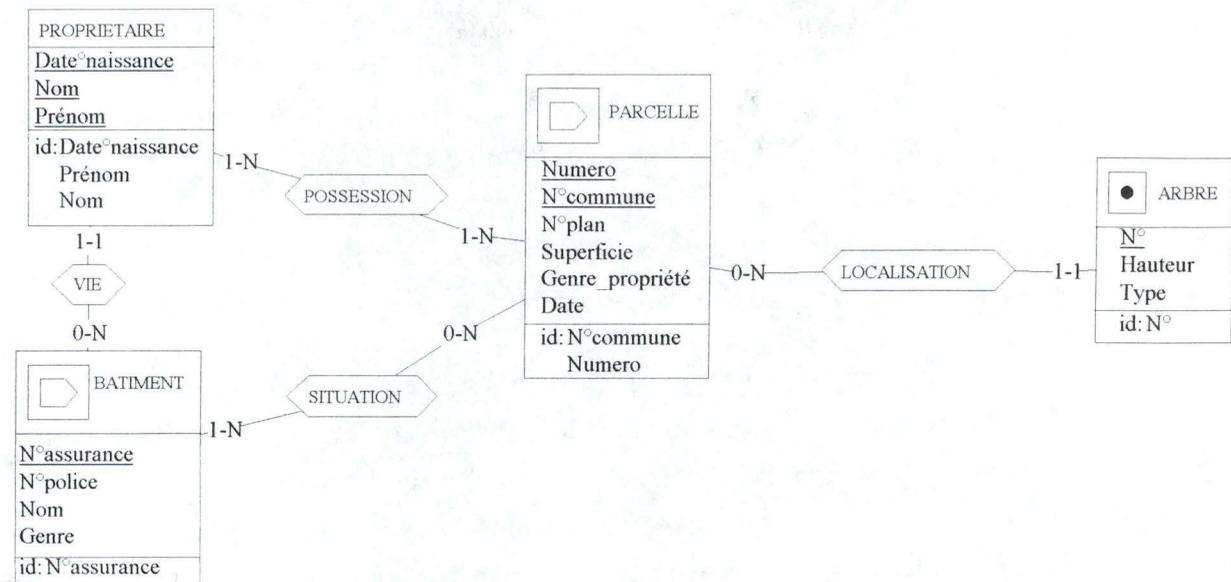 PROPRIETAIRE
Date°naissance
Nom
Prénom
id: Date°naissance
Prénom
Nom
1-N
POSSESSION
1-N
PARCELLE
Numero
N°commune
N°plan
Superficie
Genre_propriété
Date
id: N°commune
Numero
0-N
LOCALISATION
1-1
ARBRE
N°
Hauteur
Type
id: N°
1-1
VIE
0-N
BATIMENT
N°assurance
N°police
Nom
Genre
id: N°assurance
1-N
SITUATION
0-N